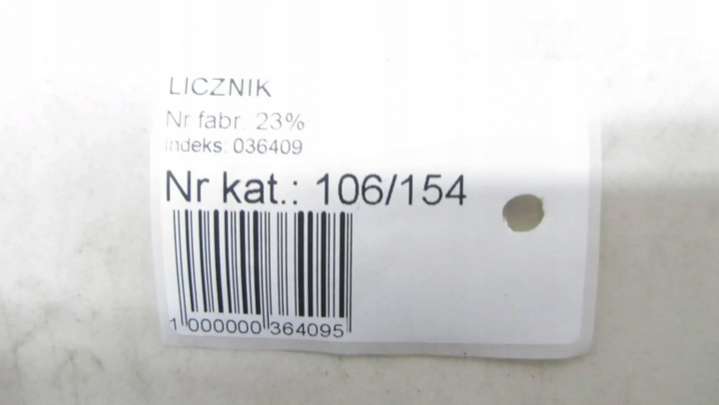 LICZNIK
Nr fabr. 23%
Indeks: 036409
Nr kat.: 106/154
1 000000 364095